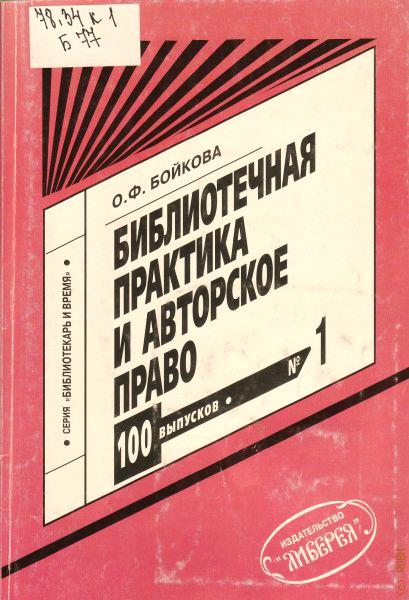 78.34 к 1
Б 77
О.Ф. БОЙКОВА
БИБЛИОТЕЧНАЯ
ПРАКТИКА
И АВТОРСКОЕ
ПРАВО
100 ВЫПУСКОВ • № 1
• СЕРИЯ «БИБЛИОТЕКАРЬ И ВРЕМЯ» •
ИЗДАТЕЛЬСТВО
"ЛИБЕРЕЯ"